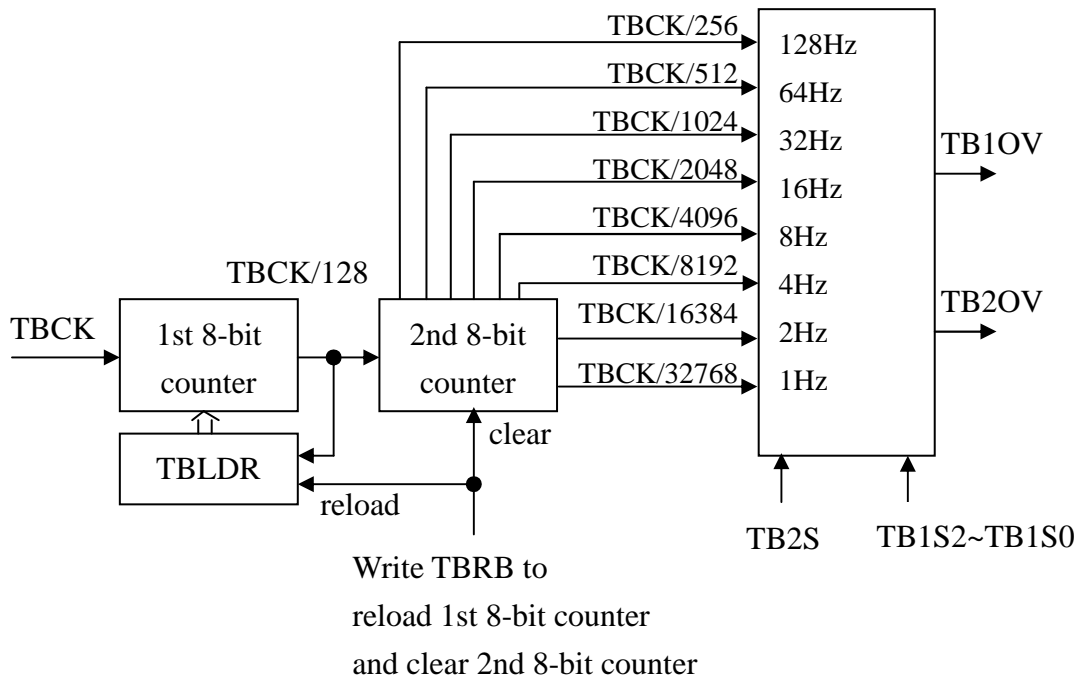 TBCK/256
128Hz
TBCK/512
64Hz
TBCK/1024
32Hz
TB1OV
TBCK/2048
16Hz
TBCK/4096
8Hz
TBCK/128
TBCK/8192
4Hz
TB2OV
TBCK
1st 8-bit
counter
2nd 8-bit
counter
TBCK/16384
2Hz
TBCK/32768
1Hz
clear
TBLDR
reload
TB2S
TB1S2~TB1S0
Write TBRB to
reload 1st 8-bit counter
and clear 2nd 8-bit counter